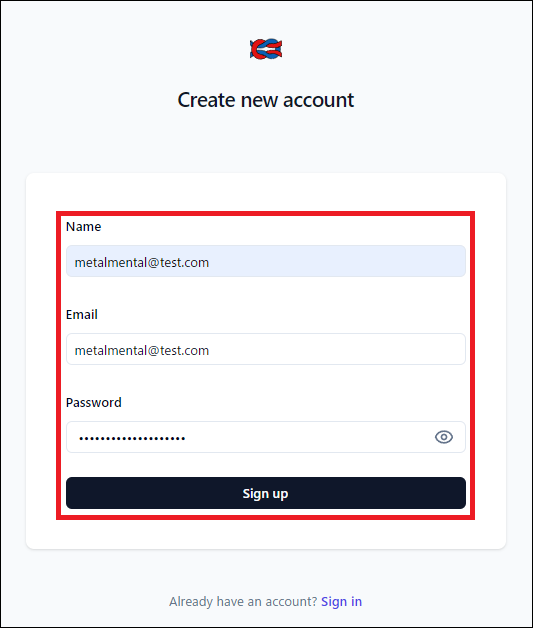 Create new account
Name
metalmental@test.com
Email
metalmental@test.com
Password
••••••••••••••••••••
Sign up
Already have an account? Sign in